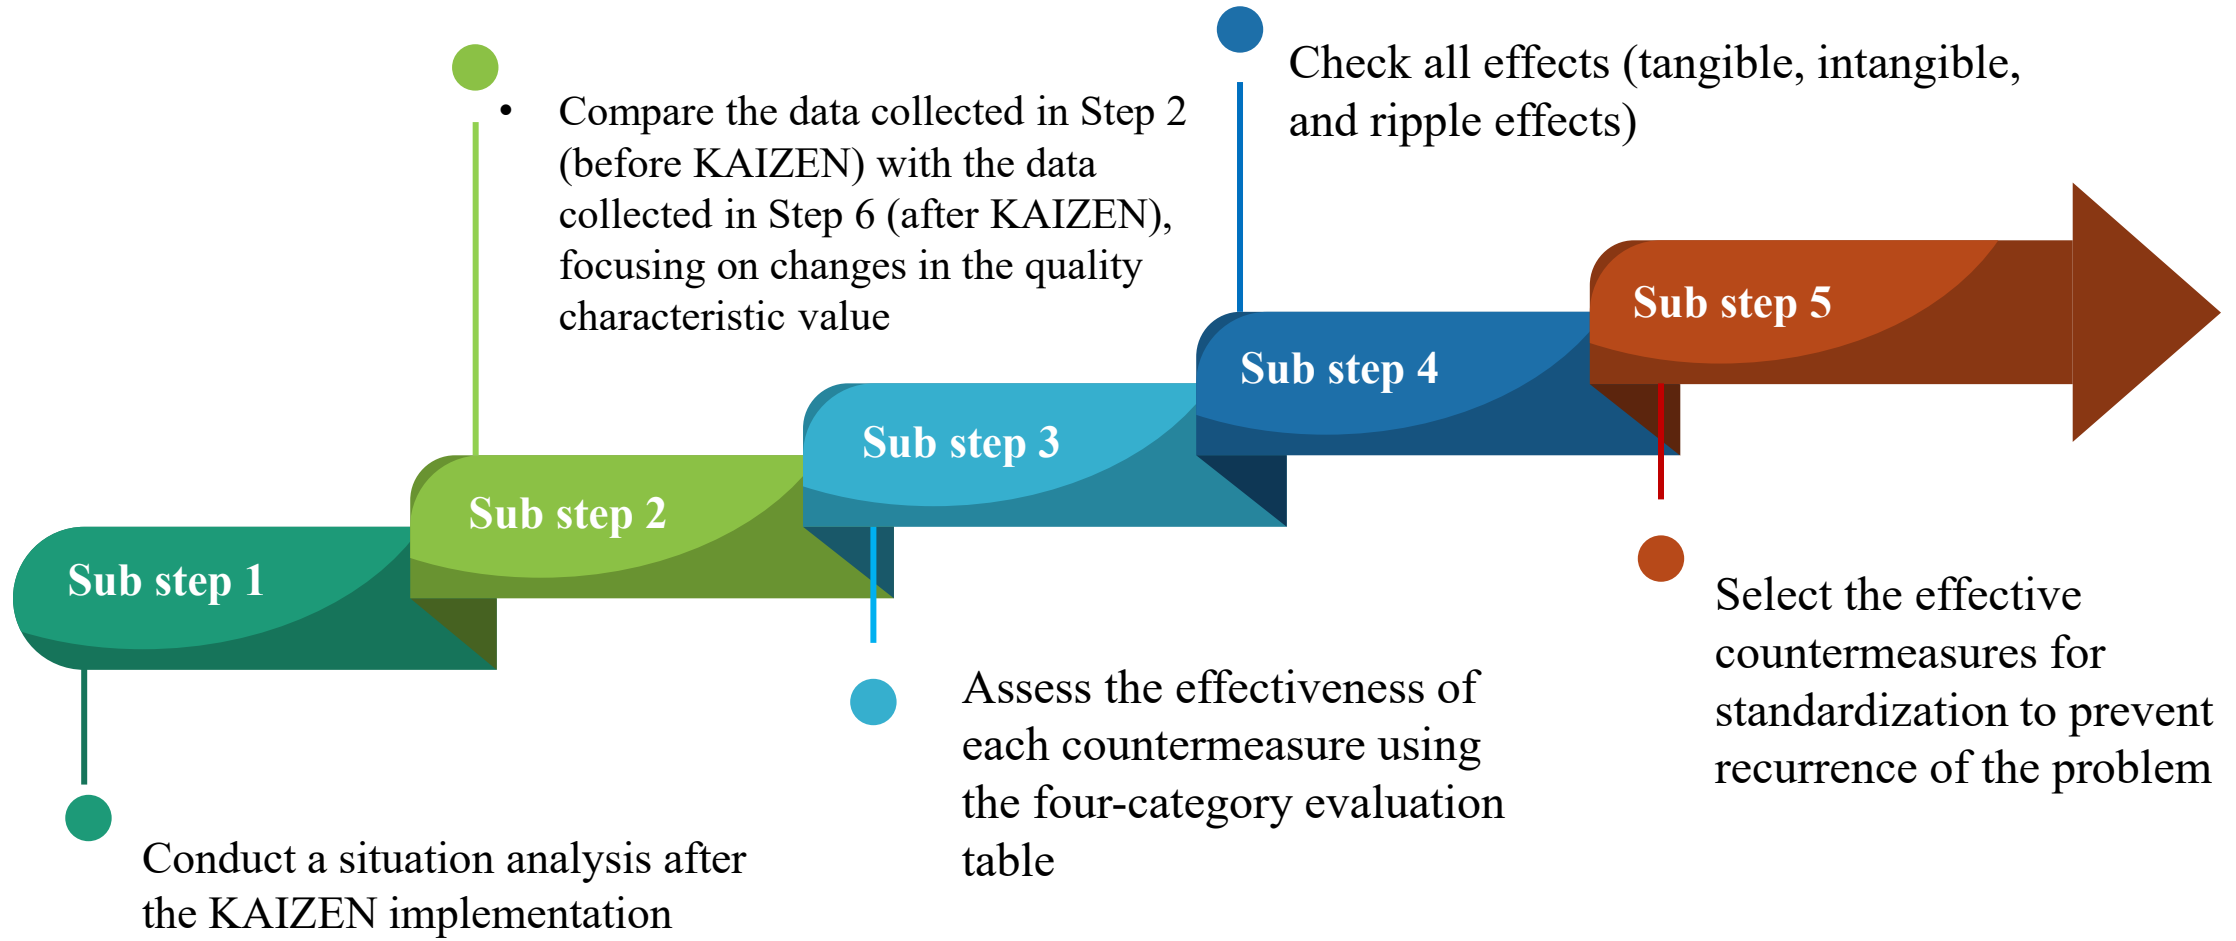 Sub step 1
Conduct a situation analysis after
the KAIZEN implementation
Sub step 2
• Compare the data collected in Step 2
(before KAIZEN) with the data
collected in Step 6 (after KAIZEN),
focusing on changes in the quality
characteristic value
Sub step 3
Assess the effectiveness of
each countermeasure using
the four-category evaluation
table
Sub step 4
Check all effects (tangible, intangible,
and ripple effects)
Sub step 5
Select the effective
countermeasures for
standardization to prevent
recurrence of the problem